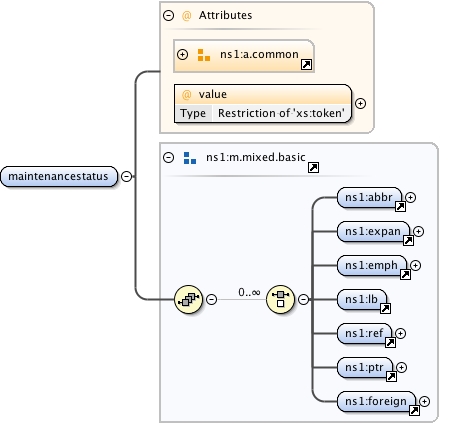 @ Attributes
ns1:a.common
@ value
Type Restriction of 'xs:token'
maintenancestatus
ns1:m.mixed.basic
0..∞
ns1:abbr
ns1:expan
ns1:emph
ns1:lb
ns1:ref
ns1:ptr
ns1:foreign